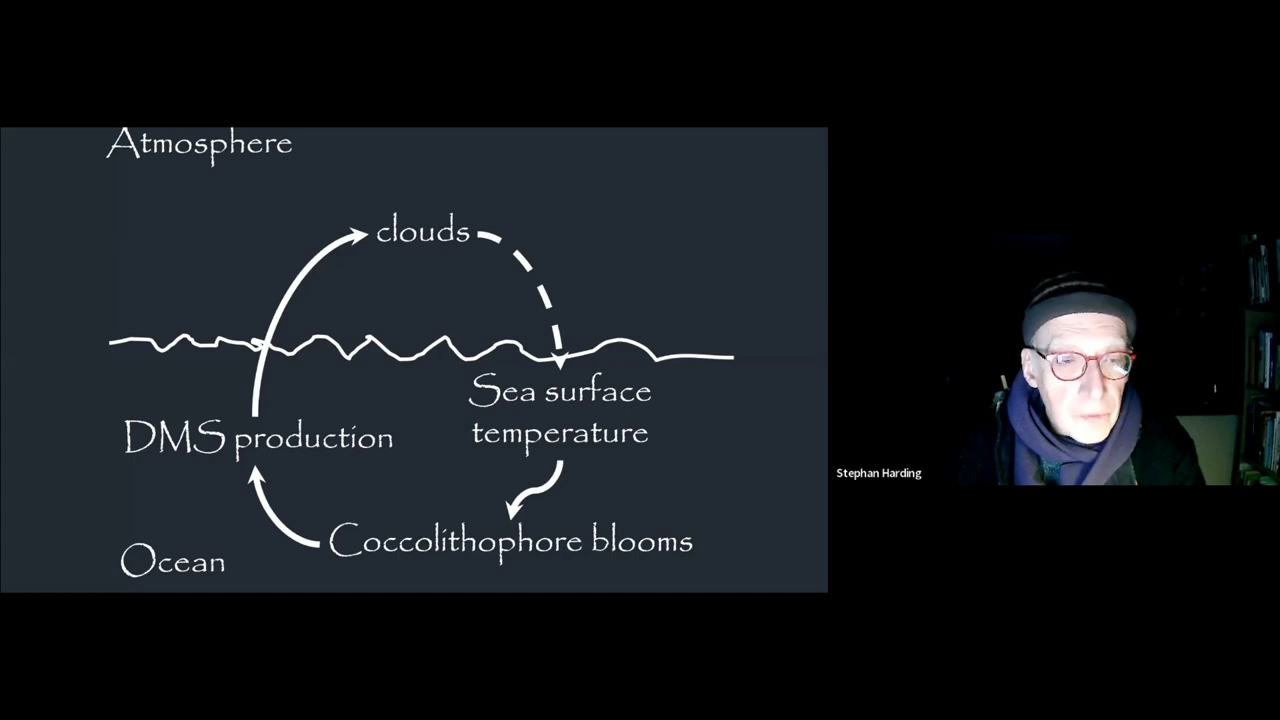 Atmosphere
clouds
Sea surface
temperature
DMS production
Coccolithophore blooms
Ocean
Stephan Harding